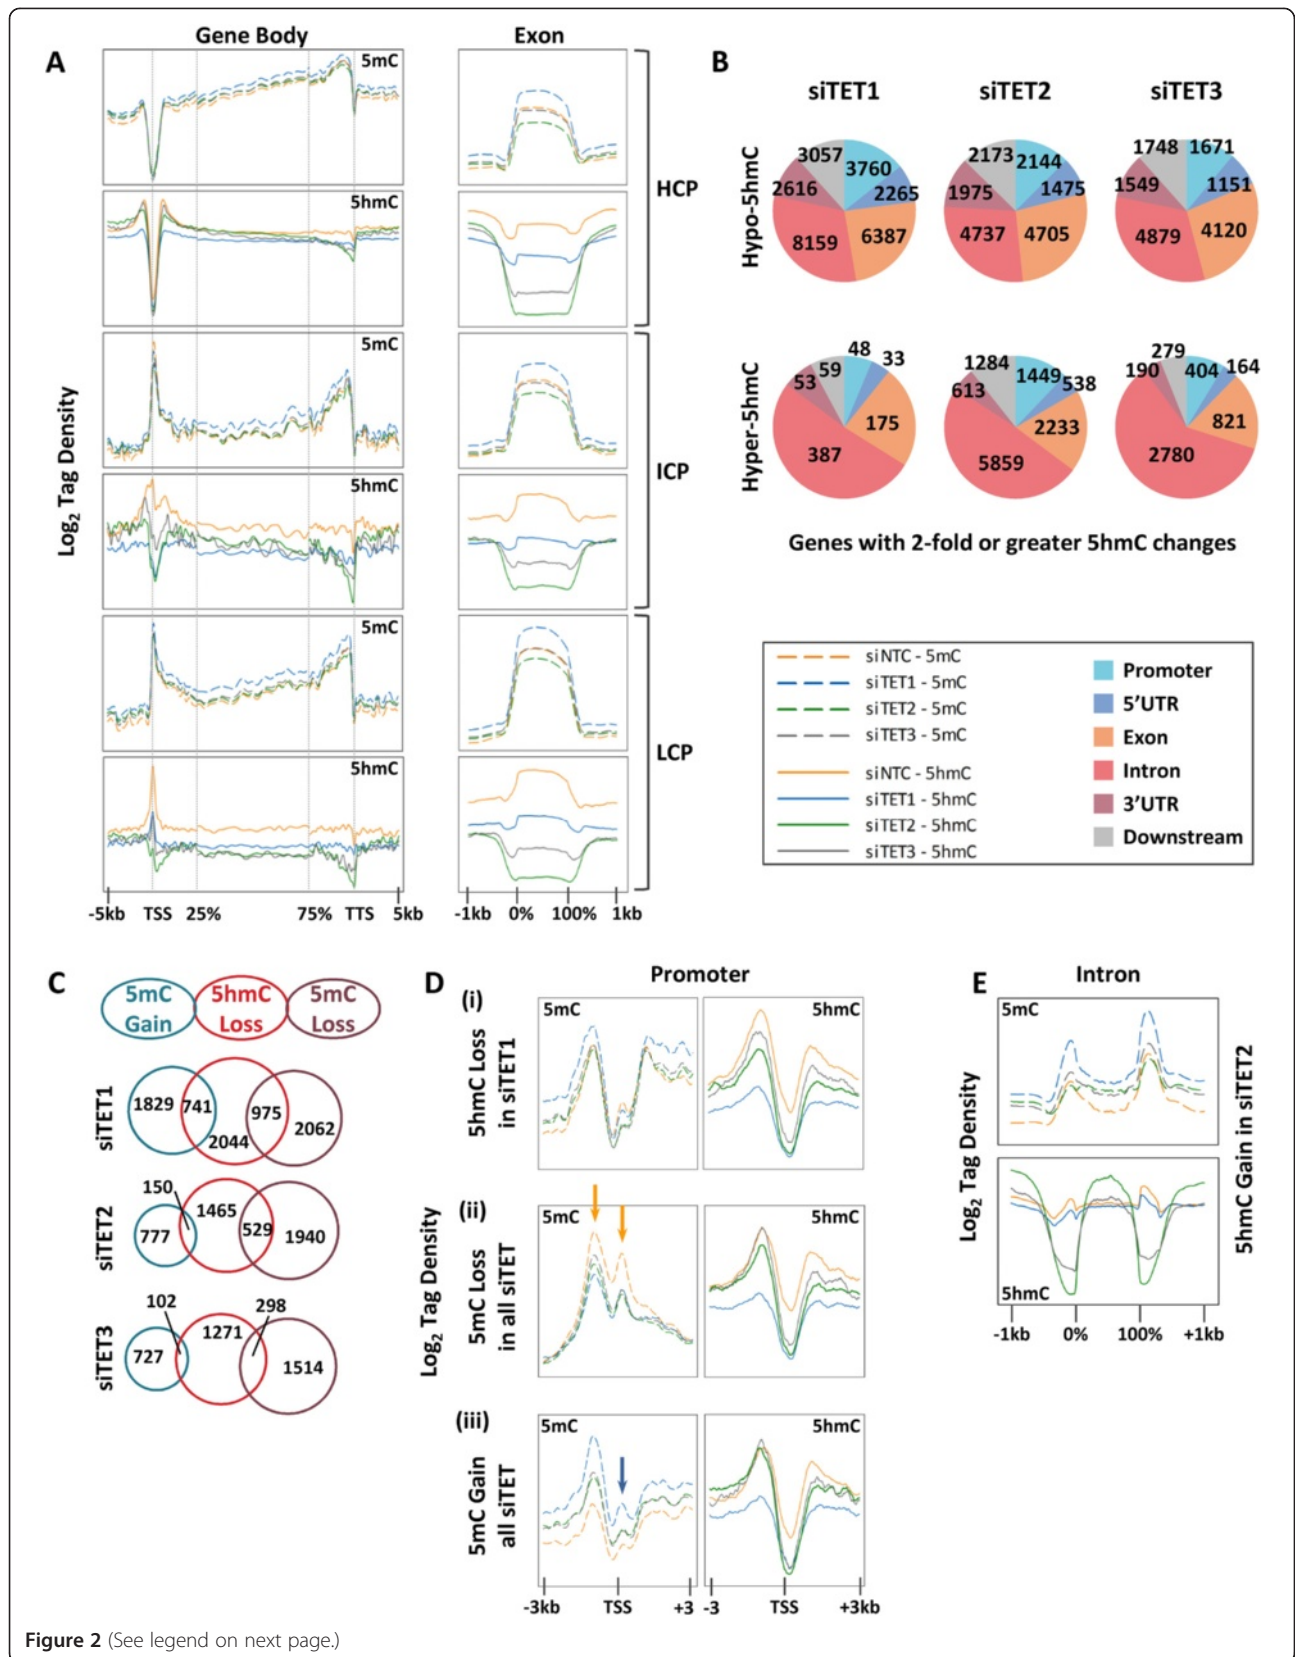 A
Gene Body
Exon
5mC
5hmC
HCP
5mC
5hmC
ICP
5mC
5hmC
LCP
Log2 Tag Density
-5kb TSS 25% 75% TTS 5kb
-1kb 0% 100% 1kb
B
siTET1 siTET2 siTET3
Hypo-5hmC
3057 3760 2265 6387 8159 2616
2173 2144 1475 4705 4737 1975
1748 1671 1151 4120 4879 1549
Hyper-5hmC
59 48 33 175 387 53
1284 1449 538 2233 5859 613
279 404 164 821 2780 190
Genes with 2-fold or greater 5hmC changes
siNTC - 5mC
siTET1 - 5mC
siTET2 - 5mC
siTET3 - 5mC
siNTC - 5hmC
siTET1 - 5hmC
siTET2 - 5hmC
siTET3 - 5hmC
Promoter
5'UTR
Exon
Intron
3'UTR
Downstream
C
5mC Gain
5hmC Loss
5mC Loss
siTET1
1829 741 2044 975 2062
siTET2
150 777 1465 529 1940
siTET3
102 727 1271 298 1514
D
Promoter
(i)
5hmC Loss
in siTET1
5mC
5hmC
(ii)
5mC Loss
in all siTET
5mC
5hmC
(iii)
5mC Gain
all siTET
5mC
5hmC
Log2 Tag Density
-3kb TSS +3
-3 TSS +3kb
E
Intron
5mC
5hmC
Log2 Tag Density
5hmC Gain in siTET2
-1kb 0% 100% +1kb
Figure 2 (See legend on next page.)